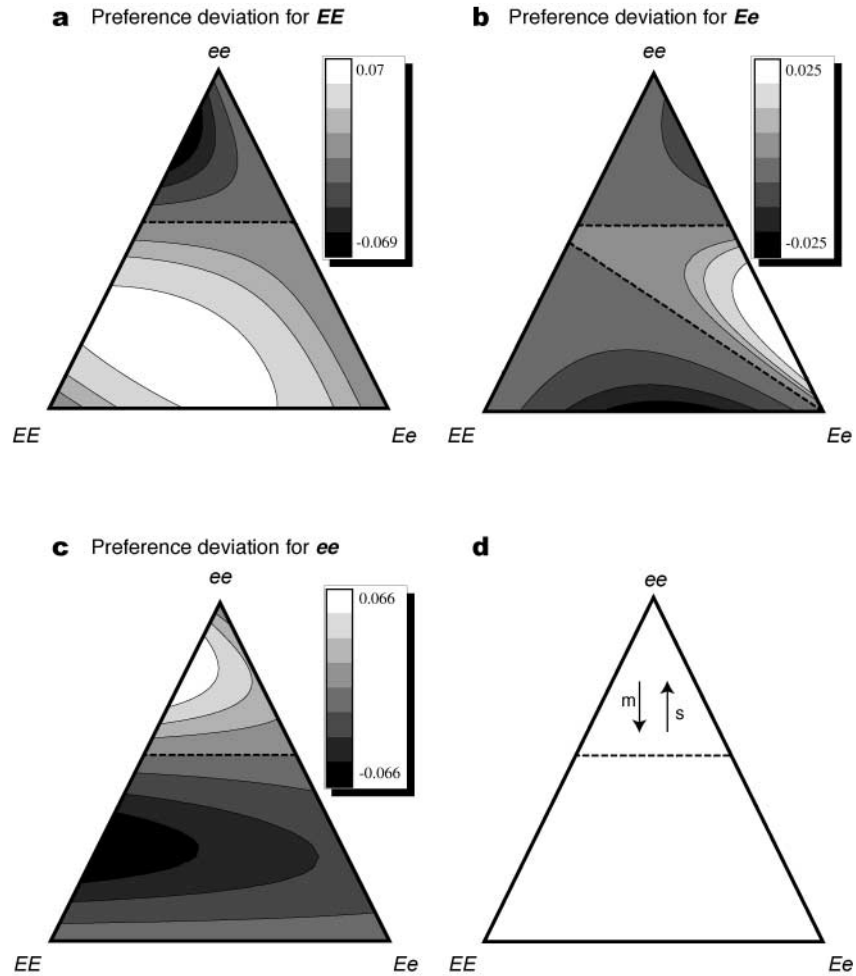 a Preference deviation for EE
ee
0.07
-0.069
EE
Ee
b Preference deviation for Ee
ee
0.025
-0.025
EE
Ee
c Preference deviation for ee
ee
0.066
-0.066
EE
Ee
d
ee
m
s
EE
Ee